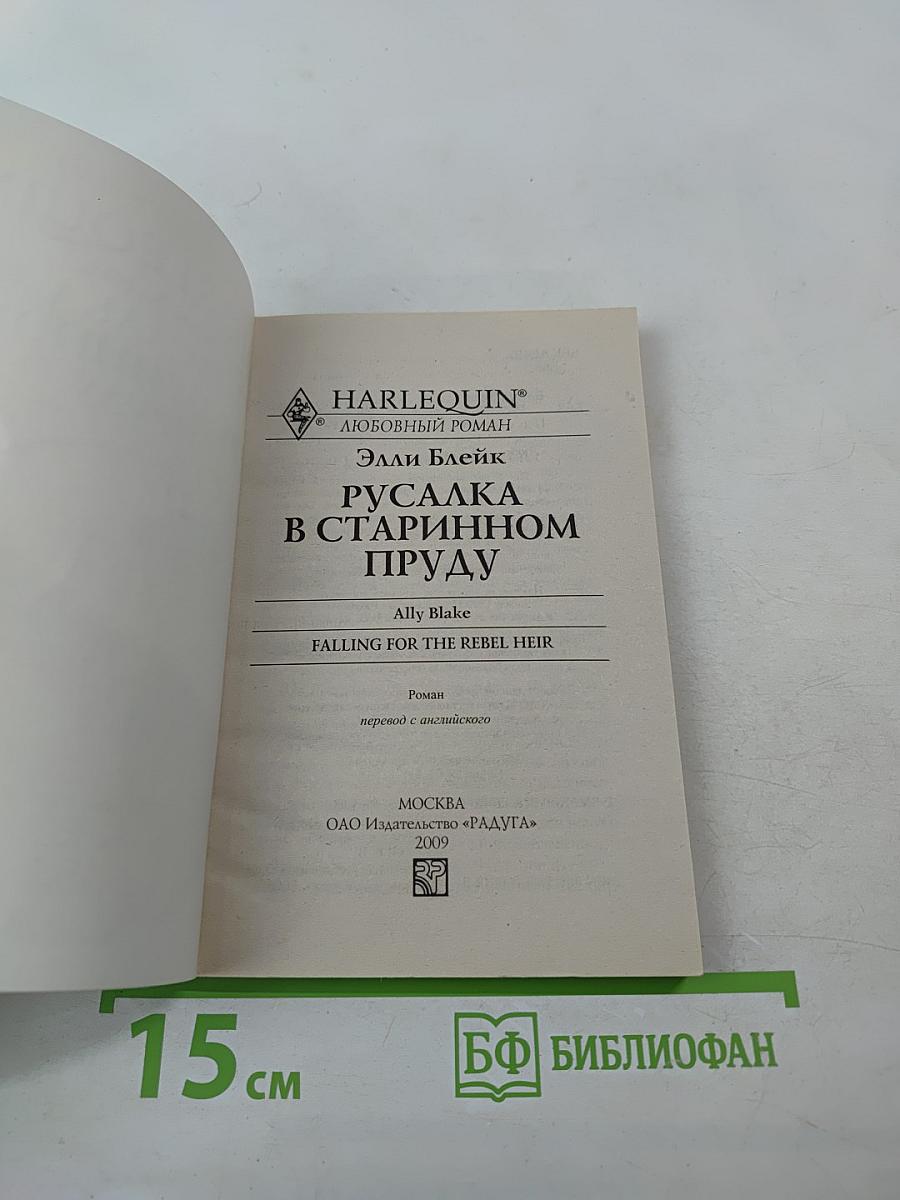 HARLEQUIN®
®
ЛЮБОВНЫЙ РОМАН
Элли Блейк
РУСАЛКА
В СТАРИННОМ
ПРУДУ
Ally Blake
FALLING FOR THE REBEL HEIR
Роман
перевод с английского
МОСКВА
ОАО Издательство «РАДУГА»
2009
15 см
БФ БИБЛИОФАН